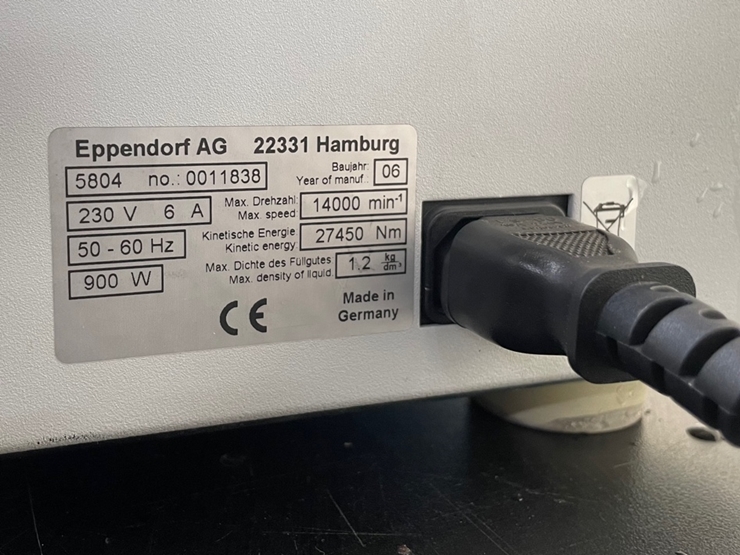 Eppendorf AG 22331 Hamburg
5804 no.: 0011838
Baujahr:
Year of manuf.:
06
230 V 6 A
Max. Drehzahl:
Max. speed:
14000 min-1
50 - 60 Hz
Kinetische Energie
Kinetic energy:
27450 Nm
900 W
Max. Dichte des Füllgutes
Max. density of liquid:
1.2 kg/dm³
CE
Made in
Germany